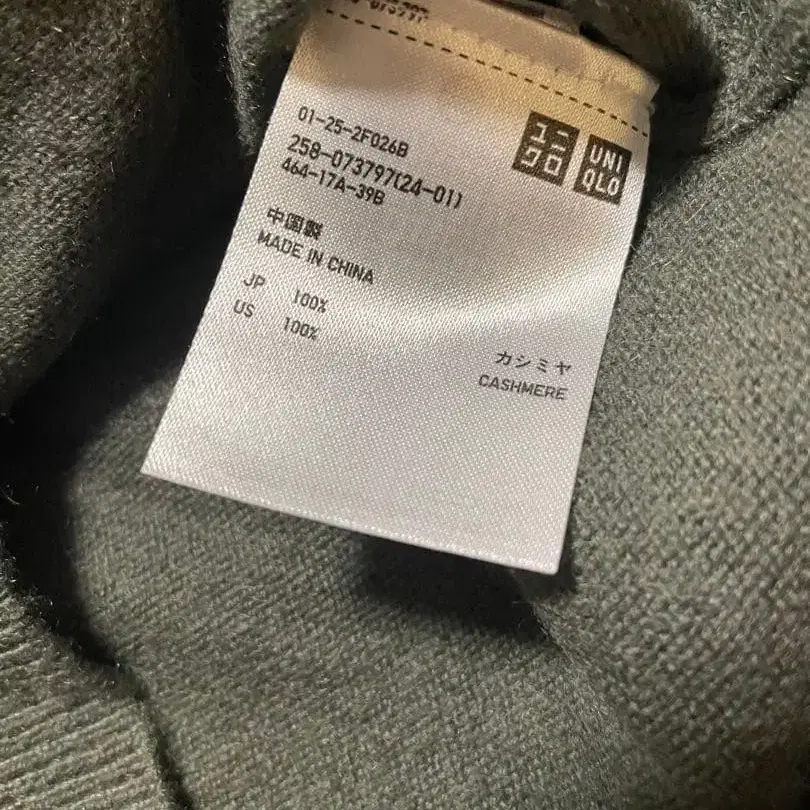 01-25-2F026B
258-073797(24-01)
464-17A-39B
ユニ
クロ
UNI
QLO
中国製
MADE IN CHINA
JP 100%
US 100%
カシミヤ
CASHMERE